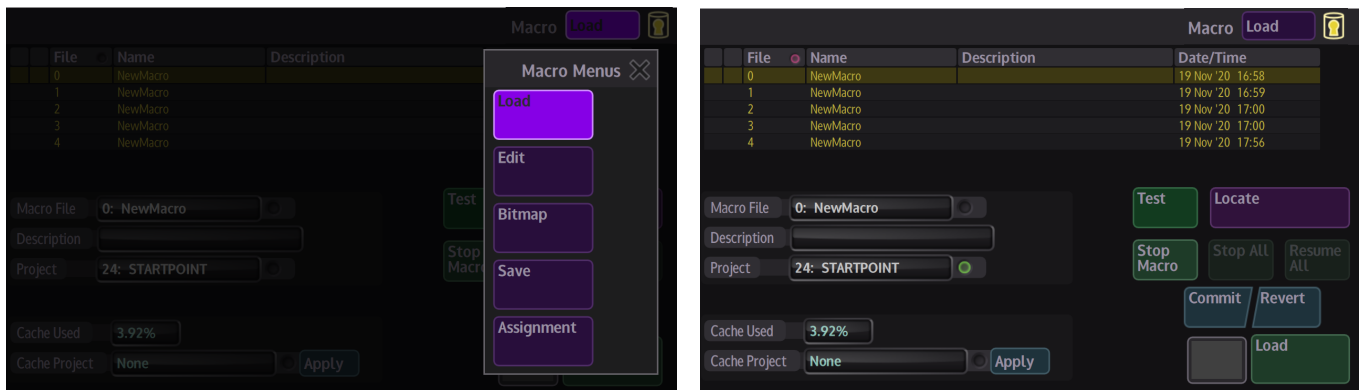 Macro Load
File Name Description
0 NewMacro
1 NewMacro
2 NewMacro
3 NewMacro
4 NewMacro
Macro File 0: NewMacro
Description
Project 24: STARTPOINT
Cache Used 3.92%
Cache Project None Apply
Test
Stop
Macro
Macro Menus
Load
Edit
Bitmap
Save
Assignment
Macro Load
File Name Description Date/Time
0 NewMacro 19 Nov '20 16:58
1 NewMacro 19 Nov '20 16:59
2 NewMacro 19 Nov '20 17:00
3 NewMacro 19 Nov '20 17:00
4 NewMacro 19 Nov '20 17:56
Macro File 0: NewMacro
Description
Project 24: STARTPOINT
Cache Used 3.92%
Cache Project None Apply
Test Locate
Stop
Macro
Stop All
Resume
All
Commit Revert
Load